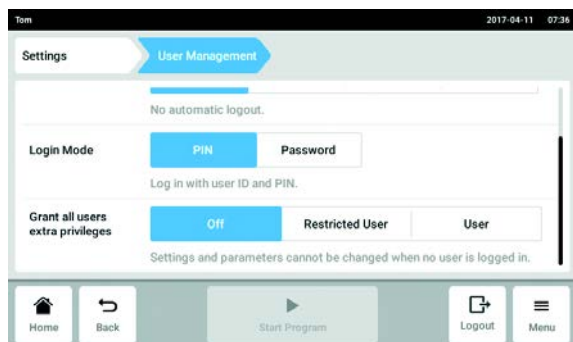 Tom 2017-04-11 07:36
Settings User Management
No automatic logout.
Login Mode PIN Password
Log in with user ID and PIN.
Grant all users
extra privileges
Off Restricted User User
Settings and parameters cannot be changed when no user is logged in.
Home Back Start Program Logout Menu